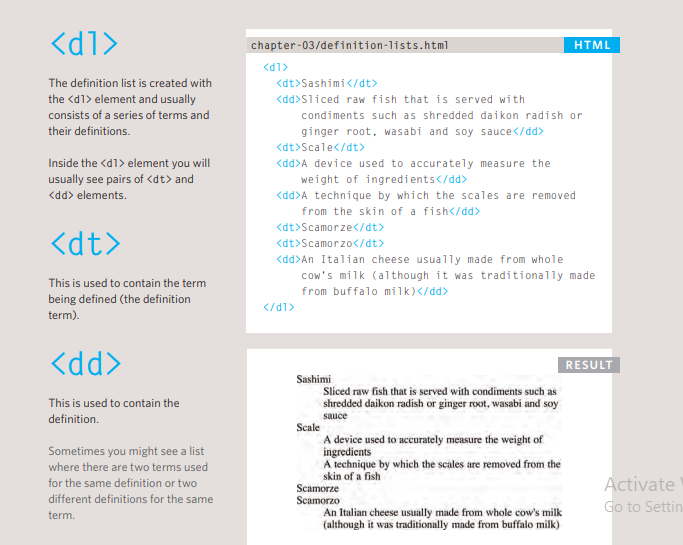 <dl>
The definition list is created with
the <dl> element and usually
consists of a series of terms and
their definitions.
Inside the <dl> element you will
usually see pairs of <dt> and
<dd> elements.
<dt>
This is used to contain the term
being defined (the definition
term).
<dd>
This is used to contain the
definition.
Sometimes you might see a list
where there are two terms used
for the same definition or two
different definitions for the same
term.
chapter-03/definition-lists.html
HTML
<dl>
<dt>Sashimi</dt>
<dd>Sliced raw fish that is served with
condiments such as shredded daikon radish or
ginger root, wasabi and soy sauce</dd>
<dt>Scale</dt>
<dd>A device used to accurately measure the
weight of ingredients</dd>
<dd>A technique by which the scales are removed
from the skin of a fish</dd>
<dt>Scamorze</dt>
<dt>Scamorzo</dt>
<dd>An Italian cheese usually made from whole
cow's milk (although it was traditionally made
from buffalo milk)</dd>
</dl>
RESULT
Sashimi
Sliced raw fish that is served with condiments such as
shredded daikon radish or ginger root, wasabi and soy
sauce
Scale
A device used to accurately measure the weight of
ingredients
A technique by which the scales are removed from the
skin of a fish
Scamorze
Scamorzo
An Italian cheese usually made from whole cow's milk
(although it was traditionally made from buffalo milk)
Activate
Go to